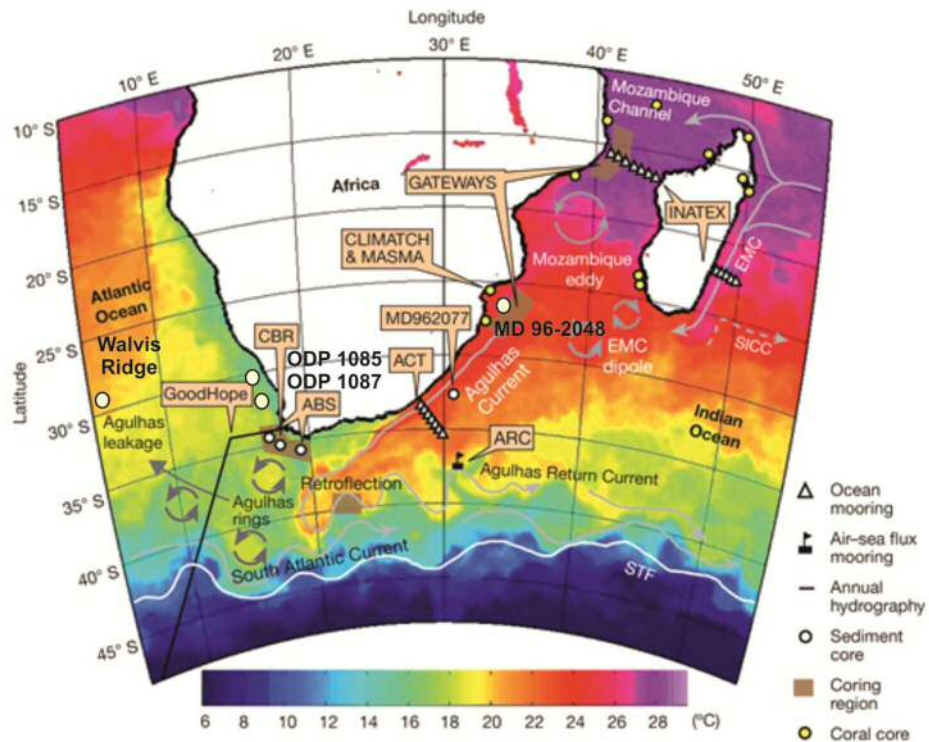 Longitude
10° E
20° E
30° E
40° E
50° E
Latitude
10° S
15° S
20° S
25° S
30° S
35° S
40° S
45° S
Mozambique
Channel
Africa
GATEWAYS
INATEX
CLIMATCH
& MASMA
Mozambique
eddy
EMC
Atlantic
Ocean
MD962077
MD 96-2048
CBR
Walvis
Ridge
ODP 1085
ODP 1087
ACT
EMC
dipole
SICC
GoodHope
ABS
Agulhas
Current
Indian
Ocean
Agulhas
leakage
ARC
Retroflection
Agulhas Return Current
Agulhas
rings
South Atlantic Current
STF
Ocean
mooring
Air–sea flux
mooring
Annual
hydrography
Sediment
core
Coring
region
Coral core
6 8 10 12 14 16 18 20 22 24 26 28 (°C)